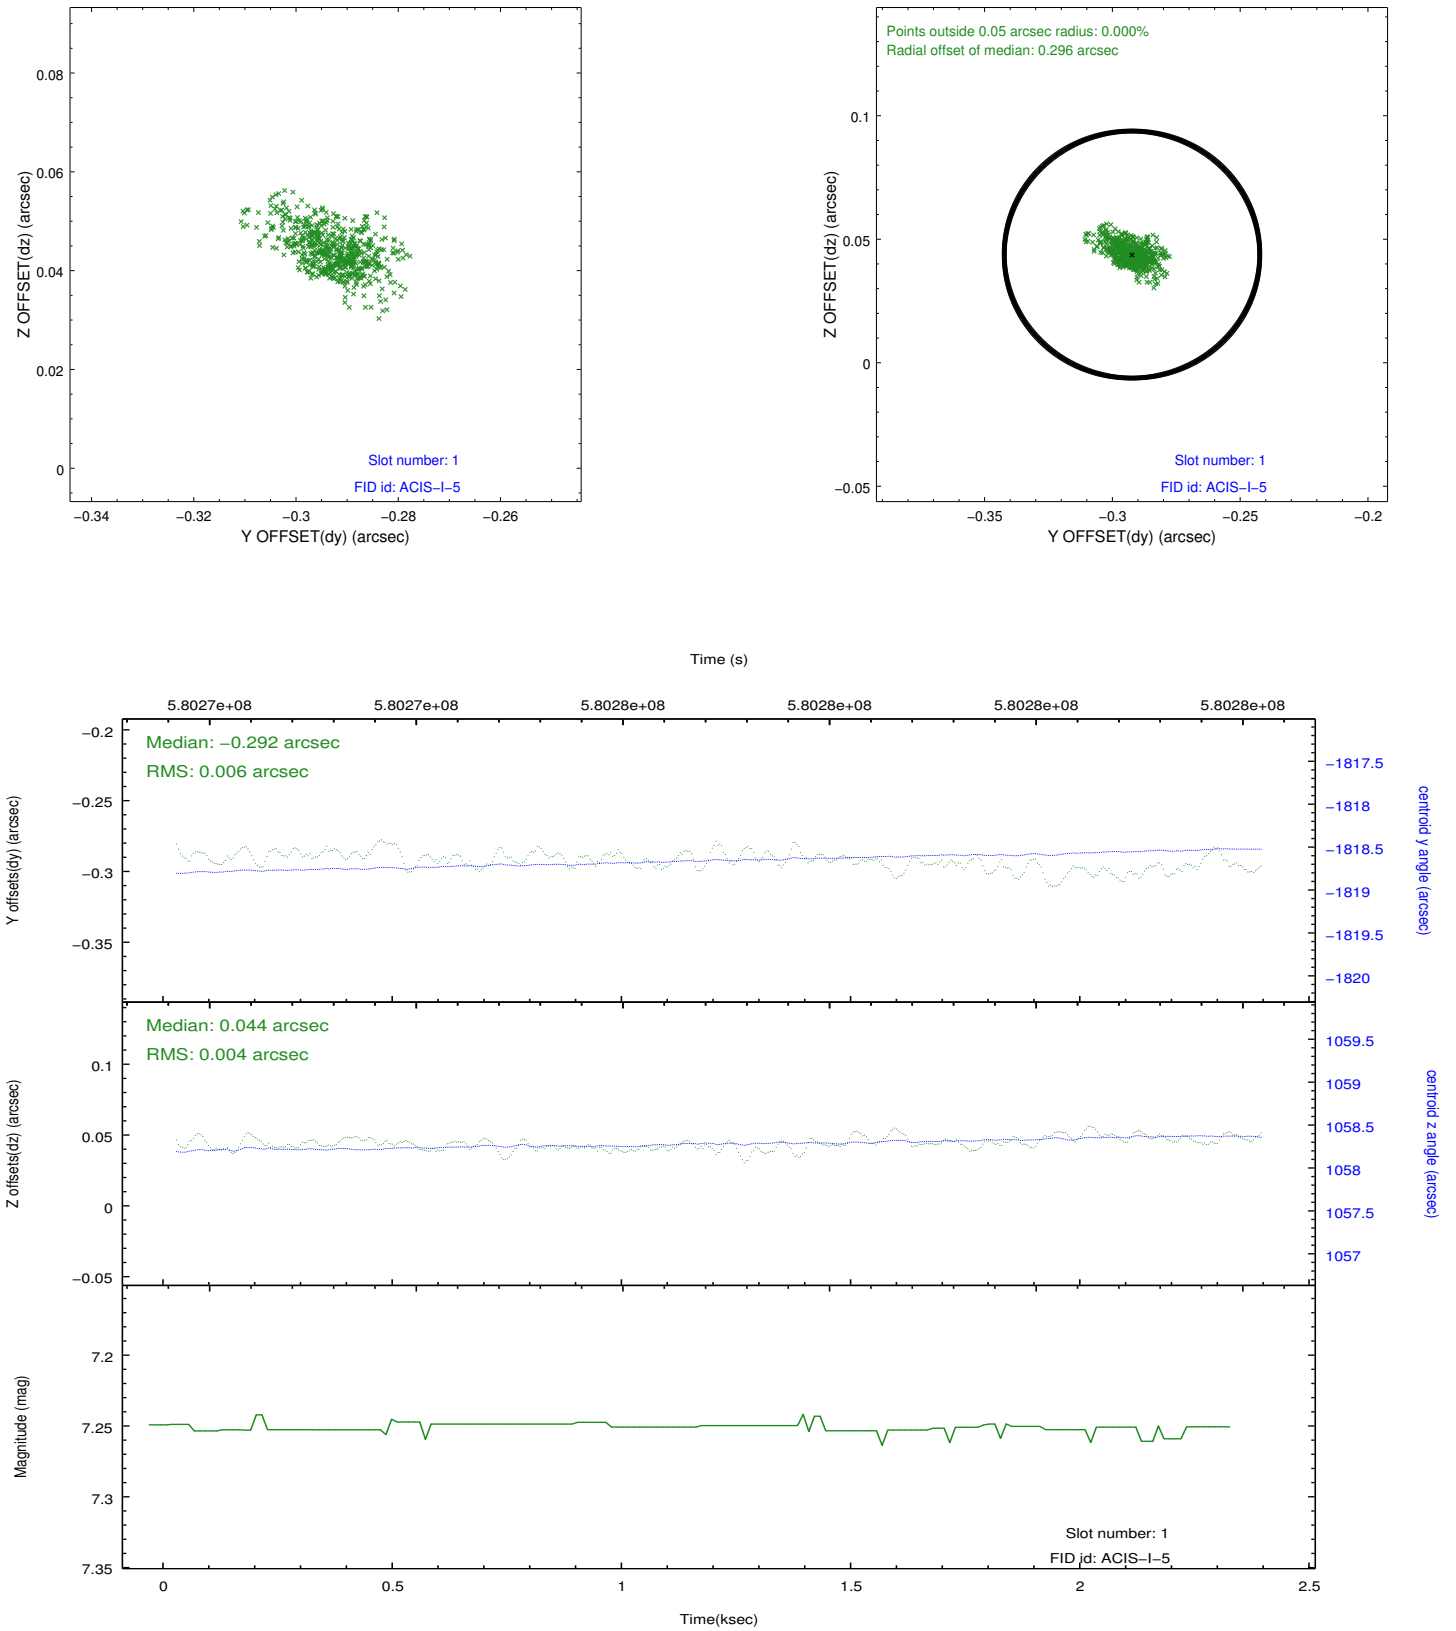 0.08
0.06
0.04
0.02
0
Z OFFSET(dz) (arcsec)
Slot number: 1
FID id: ACIS−I−5
−0.34 −0.32 −0.3 −0.28 −0.26
Y OFFSET(dy) (arcsec)
Points outside 0.05 arcsec radius: 0.000%
Radial offset of median: 0.296 arcsec
0.1
0.05
0
−0.05
Z OFFSET(dz) (arcsec)
Slot number: 1
FID id: ACIS−I−5
−0.35 −0.3 −0.25 −0.2
Y OFFSET(dy) (arcsec)
Time (s)
5.8027e+08 5.8027e+08 5.8028e+08 5.8028e+08 5.8028e+08 5.8028e+08
Median: −0.292 arcsec
RMS: 0.006 arcsec
−0.2
−0.25
−0.3
−0.35
Y offsets(dy) (arcsec)
−1817.5
−1818
−1818.5
−1819
−1819.5
−1820
centroid y angle (arcsec)
Median: 0.044 arcsec
RMS: 0.004 arcsec
0.1
0.05
0
−0.05
Z offsets(dz) (arcsec)
1059.5
1059
1058.5
1058
1057.5
1057
centroid z angle (arcsec)
7.2
7.25
7.3
7.35
Magnitude (mag)
Slot number: 1
FID id: ACIS−I−5
0 0.5 1 1.5 2 2.5
Time(ksec)